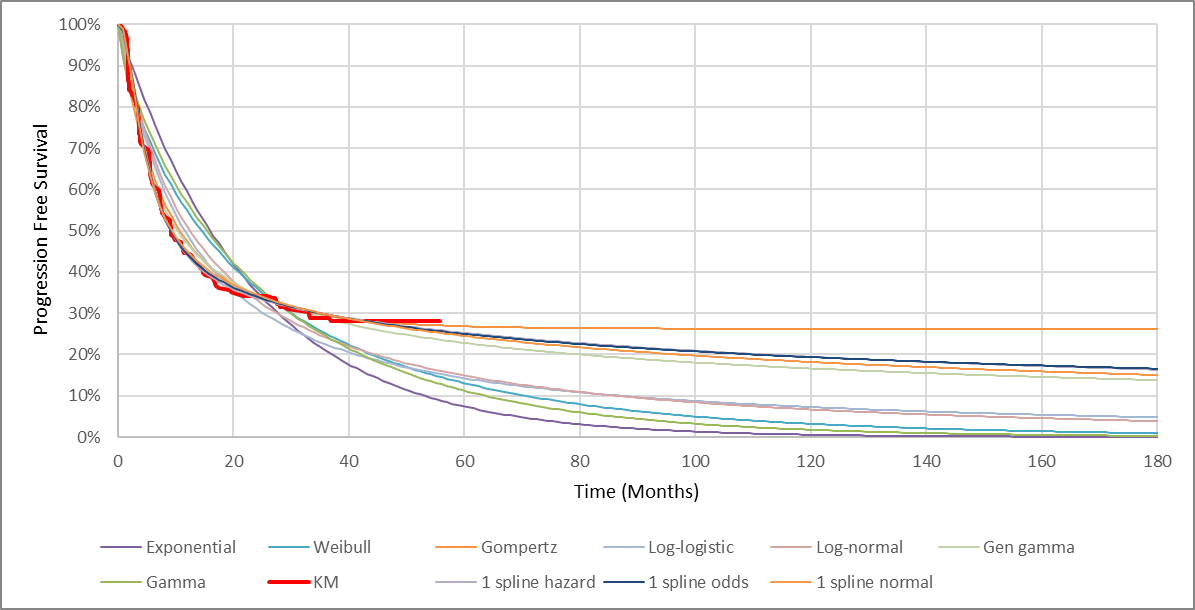 100%
90%
80%
70%
60%
50%
40%
30%
20%
10%
0%
Progression Free Survival
0 20 40 60 80 100 120 140 160 180
Time (Months)
Exponential Weibull Gompertz Log-logistic Log-normal Gen gamma
Gamma KM 1 spline hazard 1 spline odds 1 spline normal